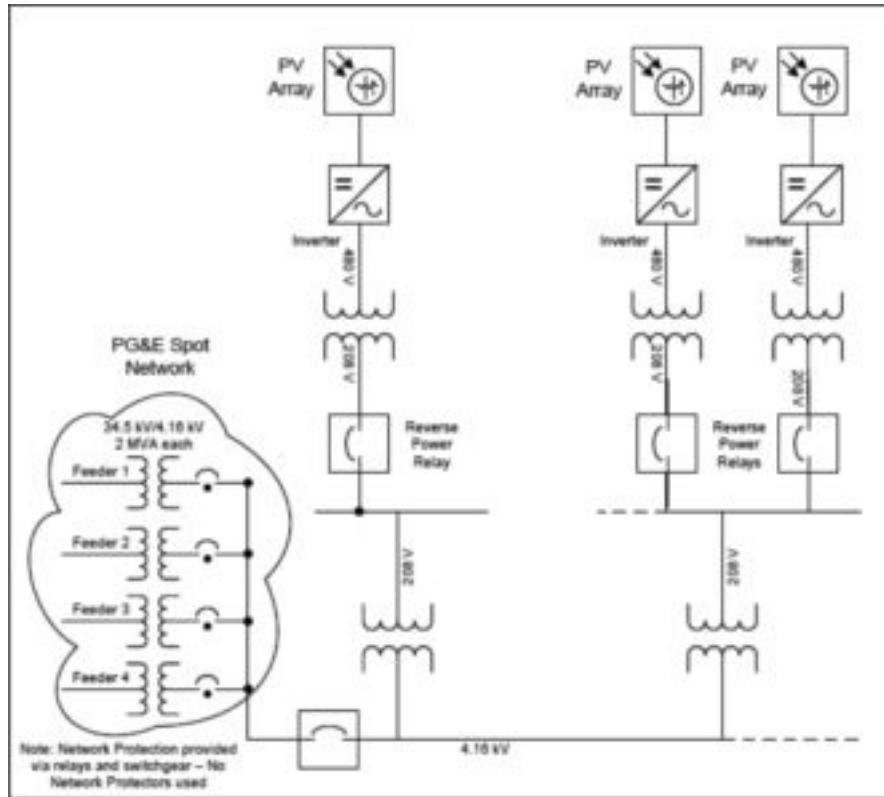 PV
Array
PV
Array
PV
Array
Inverter
Inverter
Inverter
480 V
480 V
480 V
208 V
208 V
208 V
PG&E Spot
Network
34.5 kV/4.16 kV
2 MVA each
Feeder 1
Feeder 2
Feeder 3
Feeder 4
Reverse
Power
Relay
Reverse
Power
Relays
208 V
208 V
4.16 kV
Note: Network Protection provided
via relays and switchgear – No
Network Protectors used